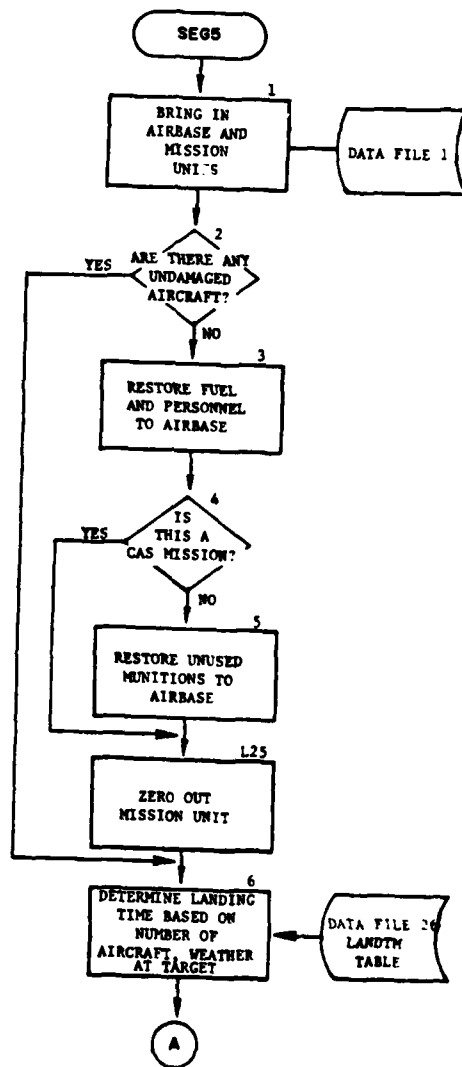 SEG5
1
BRING IN
AIRBASE AND
MISSION
UNITS
DATA FILE 1
2
YES
ARE THERE ANY
UNDAMAGED
AIRCRAFT?
NO
3
RESTORE FUEL
AND PERSONNEL
TO AIRBASE
4
YES
IS
THIS A
CAS MISSION?
NO
5
RESTORE UNUSED
MUNITIONS TO
AIRBASE
L25
ZERO OUT
MISSION UNIT
6
DETERMINE LANDING
TIME BASED ON
NUMBER OF
AIRCRAFT, WEATHER
AT TARGET
DATA FILE 26
LANDTM
TABLE
A